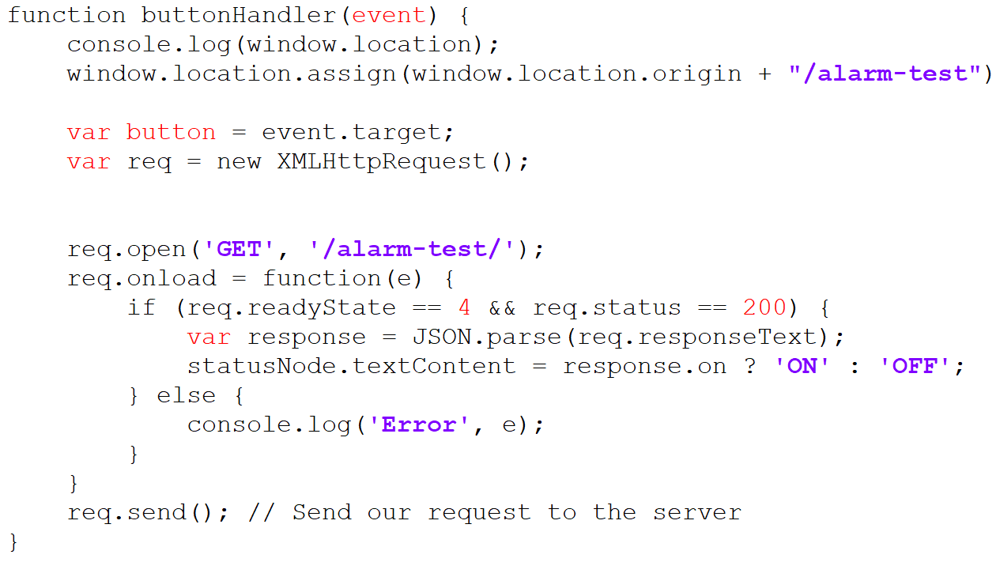 function buttonHandler(event) {
    console.log(window.location);
    window.location.assign(window.location.origin + "/alarm-test")
    var button = event.target;
    var req = new XMLHttpRequest();
    req.open('GET', '/alarm-test/');
    req.onload = function(e) {
        if (req.readyState == 4 && req.status == 200) {
            var response = JSON.parse(req.responseText);
            statusNode.textContent = response.on ? 'ON' : 'OFF';
        } else {
            console.log('Error', e);
        }
    }
    req.send(); // Send our request to the server
}